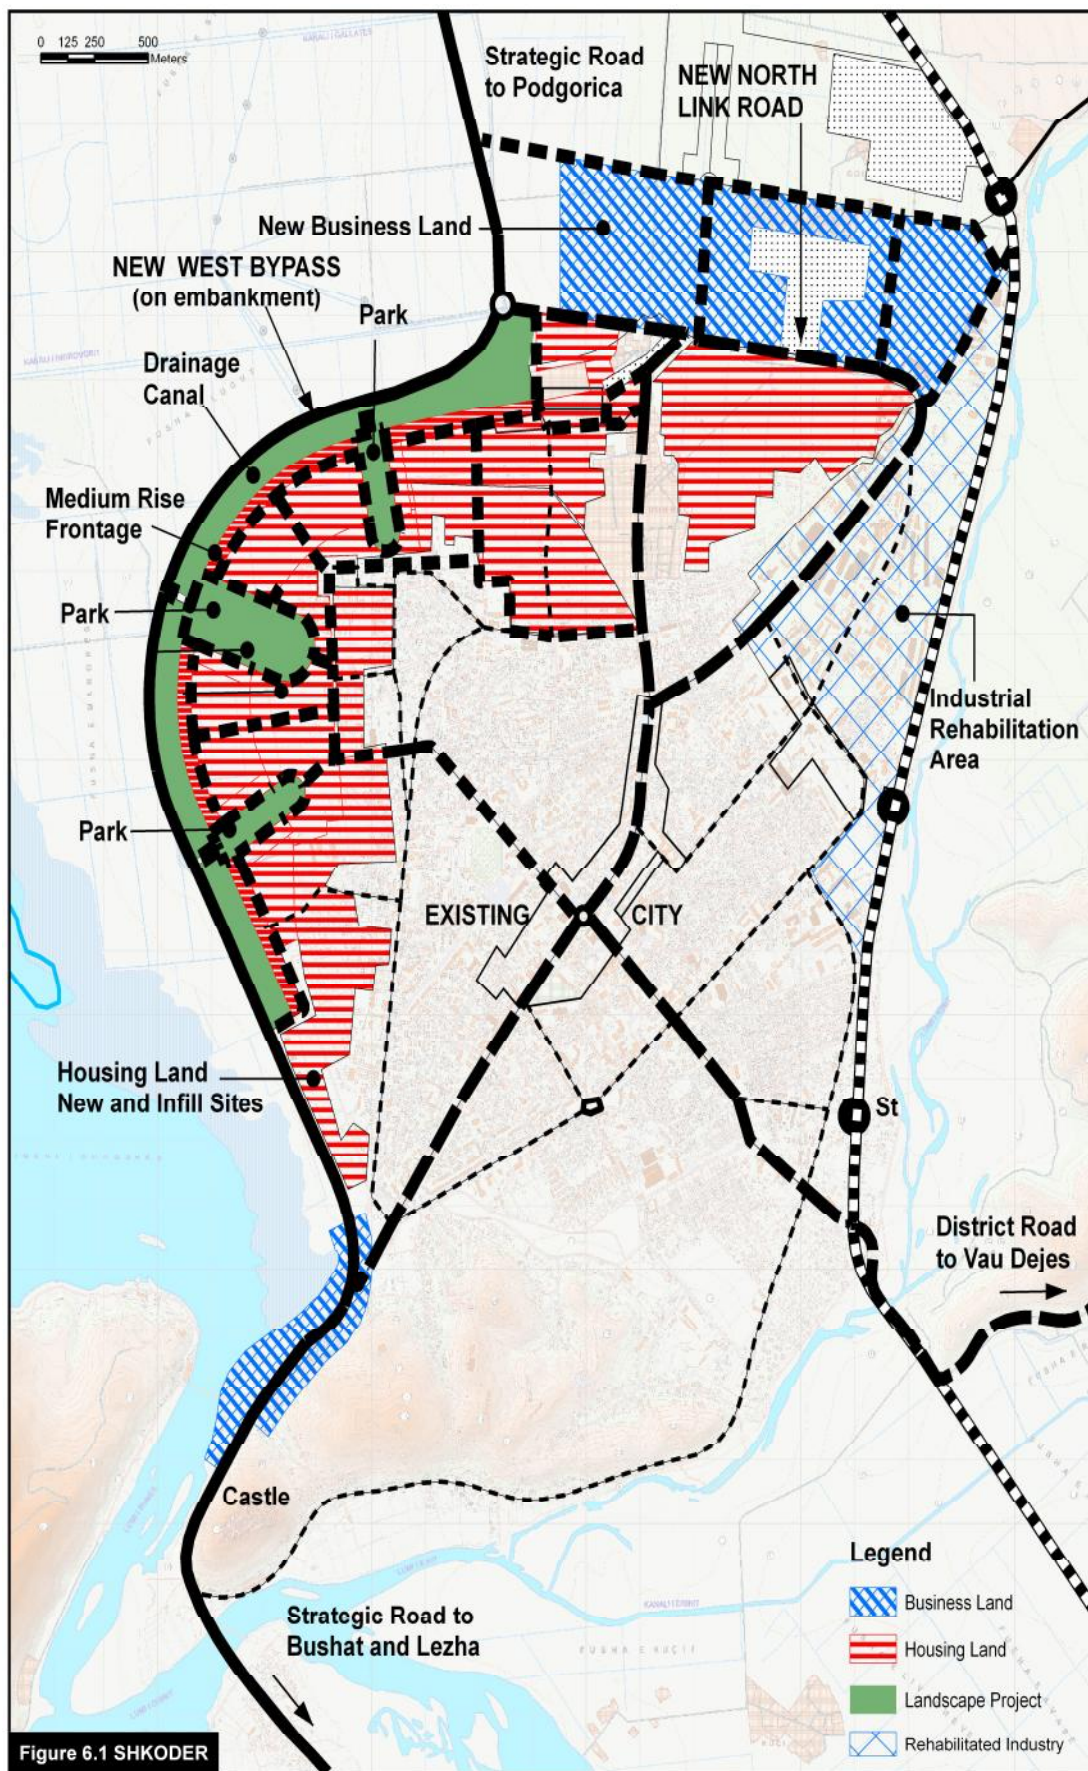 0 125 250 500
Meters
KANALI I GALLATES
Strategic Road
to Podgorica
NEW NORTH
LINK ROAD
New Business Land
NEW WEST BYPASS
(on embankment)
Park
Drainage
Canal
Medium Rise
Frontage
Park
Industrial
Rehabilitation
Area
Park
EXISTING CITY
Housing Land
New and Infill Sites
St
District Road
to Vau Dejes
Castle
Strategic Road to
Bushat and Lezha
Legend
Business Land
Housing Land
Landscape Project
Rehabilitated Industry
Figure 6.1 SHKODER